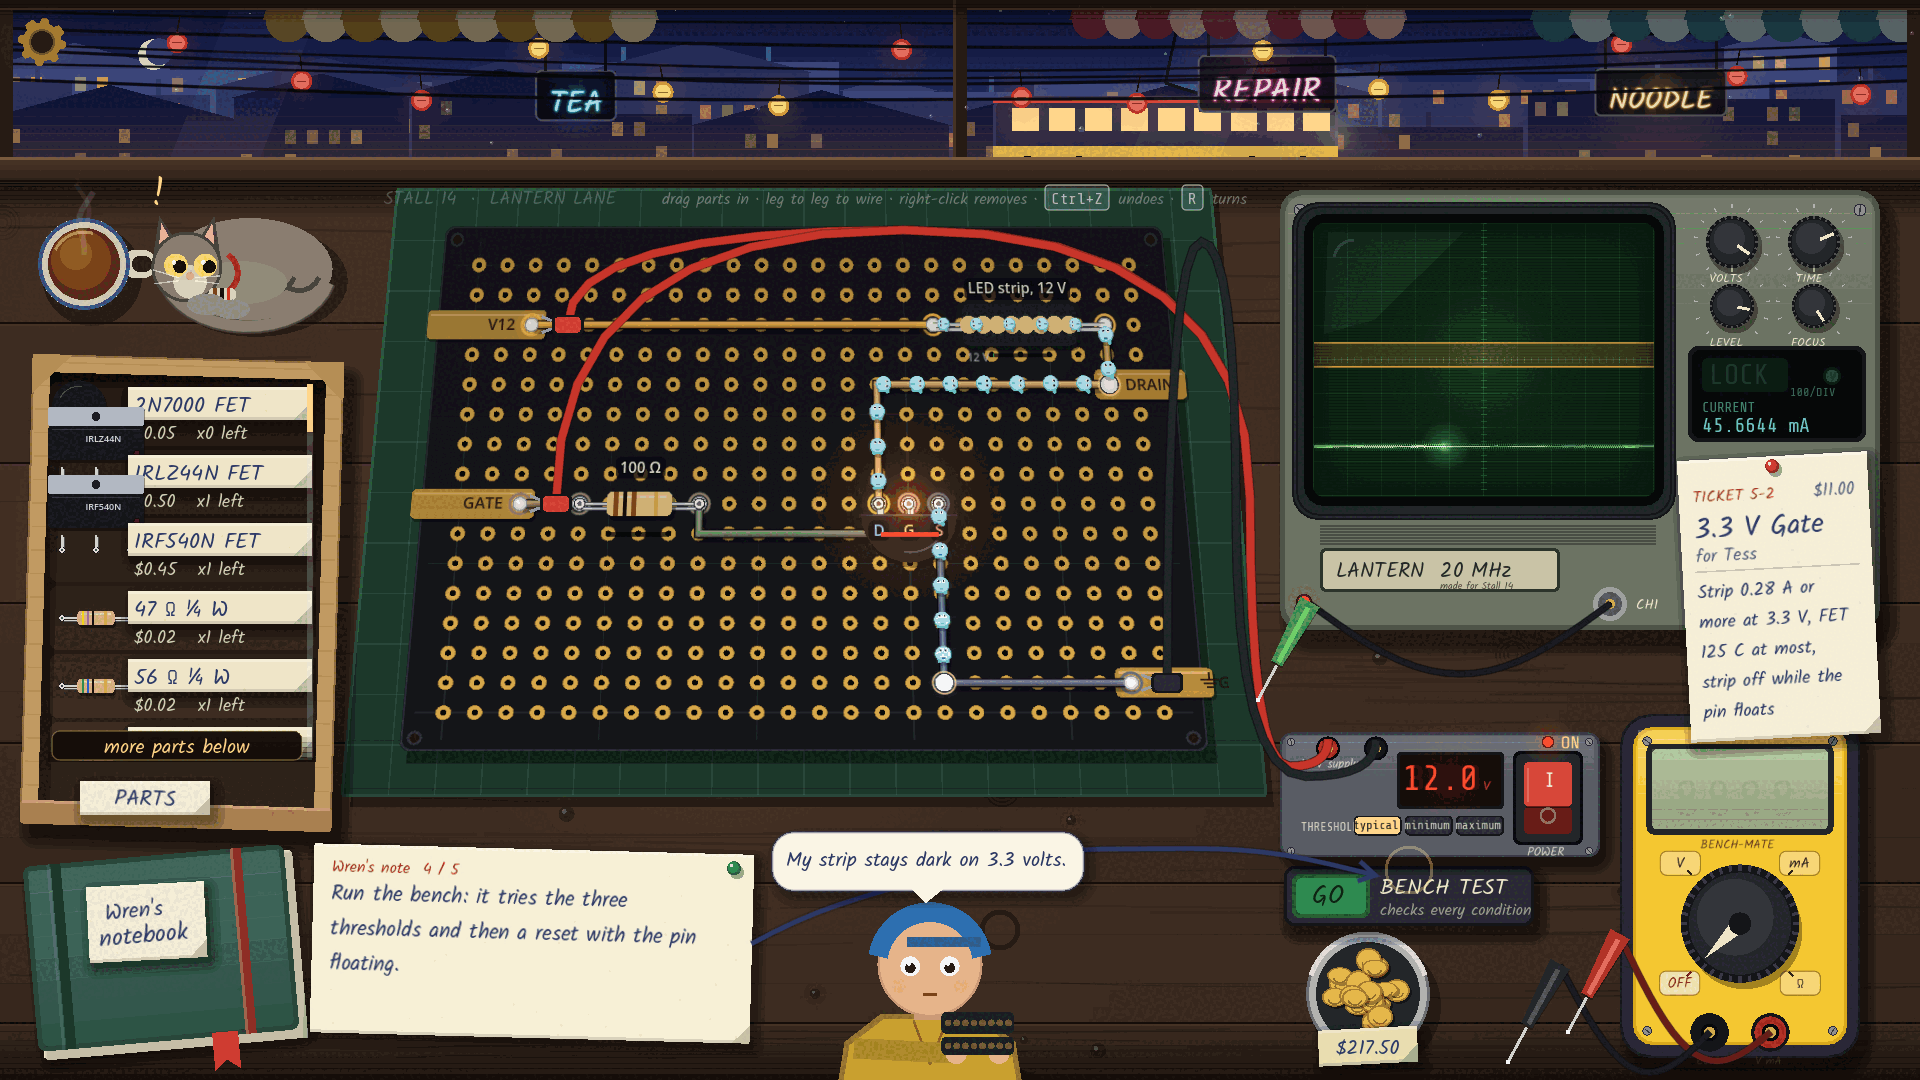 TEA
REPAIR
NOODLE
STALL 14 · LANTERN LANE
drag parts in · leg to leg to wire · right-click removes · Ctrl+Z undoes · R turns
LED strip, 12 V
V12
12 V
DRAIN
100 Ω
GATE
D G S
G
2N7000 FET
0.05 x0 left
IRLZ44N
IRLZ44N FET
0.50 x1 left
IRF540N
IRF540N FET
$0.45 x1 left
47 Ω ¼ W
$0.02 x1 left
56 Ω ¼ W
$0.02 x1 left
more parts below
PARTS
VOLTS
TIME
LEVEL
FOCUS
LOCK
100/DIV
CURRENT
45.6644 mA
LANTERN 20 MHz
made for Stall 14
CH1
TICKET 5-2 $11.00
3.3 V Gate
for Tess
Strip 0.28 A or
more at 3.3 V, FET
125 C at most,
strip off while the
pin floats
supply
ON
12.0 V
I
THRESHOL
typical
minimum
maximum
POWER
GO
BENCH TEST
checks every condition
BENCH-MATE
V
mA
OFF
Ω
V mA
$217.50
My strip stays dark on 3.3 volts.
Wren's
notebook
Wren's note 4 / 5
Run the bench: it tries the three
thresholds and then a reset with the pin
floating.